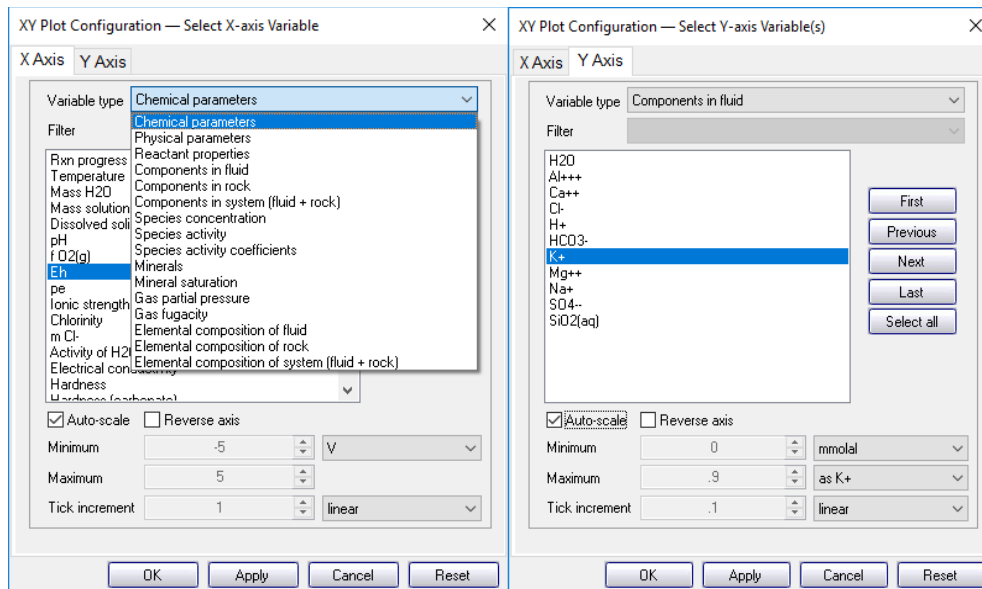 XY Plot Configuration — Select X-axis Variable
X Axis Y Axis
Variable type Chemical parameters
Chemical parameters
Physical parameters
Reactant properties
Components in fluid
Components in rock
Components in system (fluid + rock)
Species concentration
Species activity
Species activity coefficients
Minerals
Mineral saturation
Gas partial pressure
Gas fugacity
Elemental composition of fluid
Elemental composition of rock
Elemental composition of system (fluid + rock)
Filter
Rxn progress
Temperature
Mass H2O
Mass solution
Dissolved soli
pH
f O2(g)
Eh
pe
Ionic strength
Chlorinity
m Cl-
Activity of H2
Electrical
Hardness
Auto-scale Reverse axis
Minimum -5 V
Maximum 5
Tick increment 1 linear
OK Apply Cancel Reset
XY Plot Configuration — Select Y-axis Variable(s)
X Axis Y Axis
Variable type Components in fluid
Filter
H2O
Al+++
Ca++
Cl-
H+
HCO3-
K+
Mg++
Na+
SO4--
SiO2(aq)
First
Previous
Next
Last
Select all
Auto-scale Reverse axis
Minimum 0 mmolal
Maximum .9 as K+
Tick increment .1 linear
OK Apply Cancel Reset